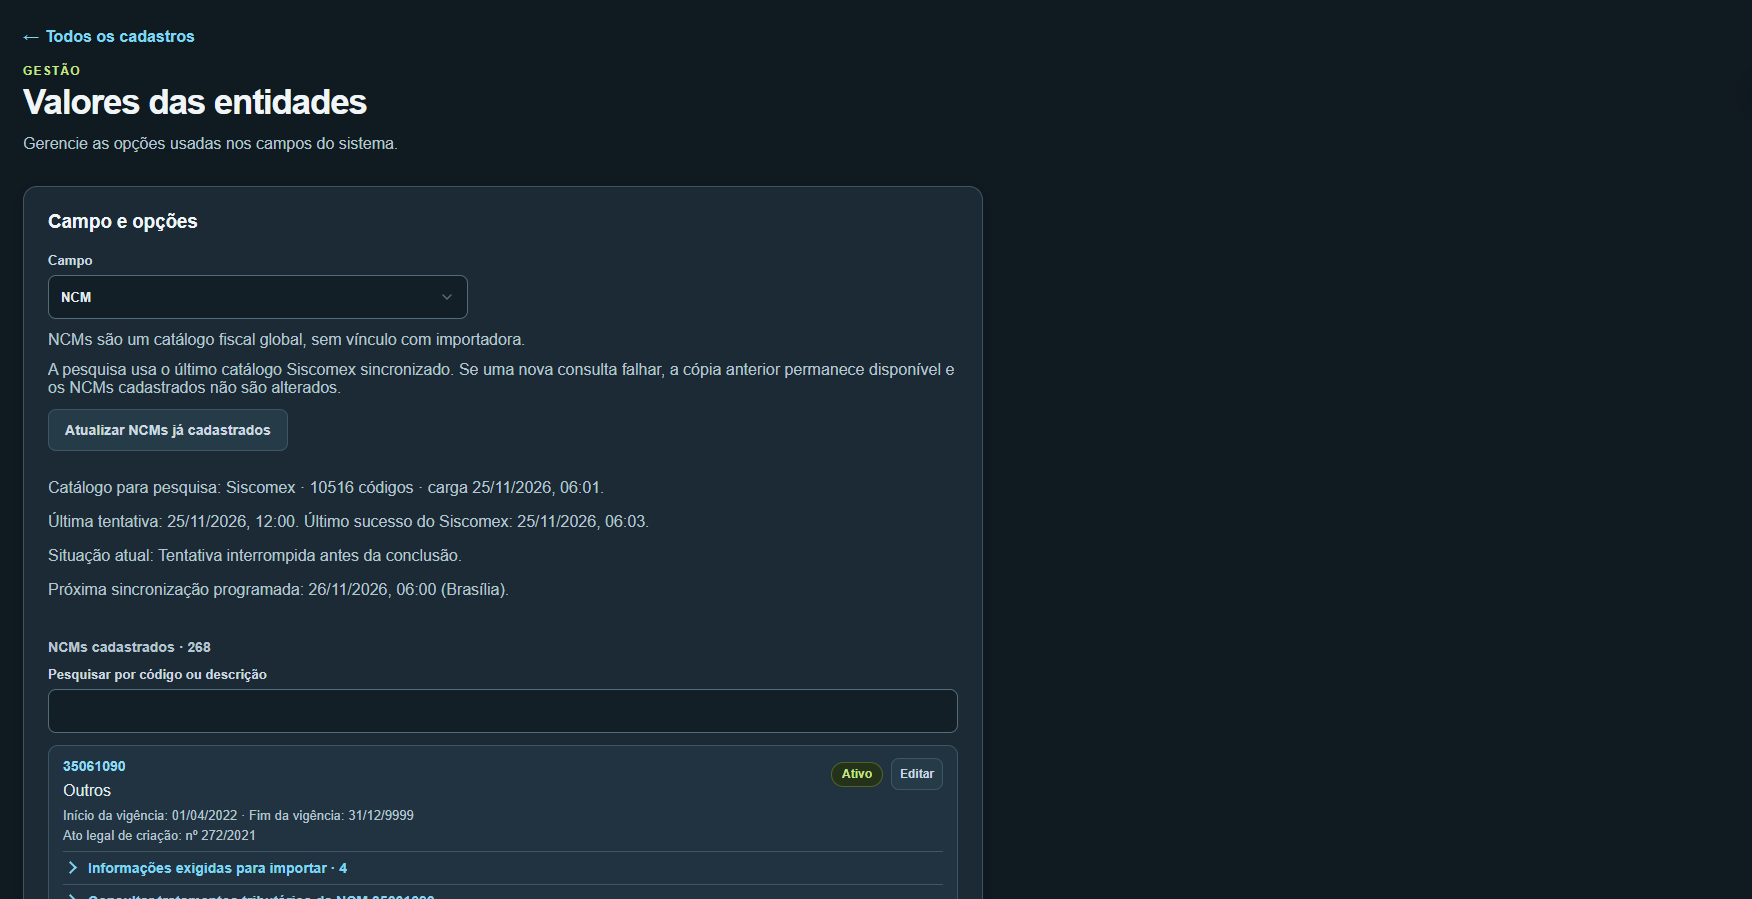 ← Todos os cadastros
GESTÃO
Valores das entidades
Gerencie as opções usadas nos campos do sistema.
Campo e opções
Campo
NCM
NCMs são um catálogo fiscal global, sem vínculo com importadora.
A pesquisa usa o último catálogo Siscomex sincronizado. Se uma nova consulta falhar, a cópia anterior permanece disponível e
os NCMs cadastrados não são alterados.
Atualizar NCMs já cadastrados
Catálogo para pesquisa: Siscomex · 10516 códigos · carga 25/11/2026, 06:01.
Última tentativa: 25/11/2026, 12:00. Último sucesso do Siscomex: 25/11/2026, 06:03.
Situação atual: Tentativa interrompida antes da conclusão.
Próxima sincronização programada: 26/11/2026, 06:00 (Brasília).
NCMs cadastrados · 268
Pesquisar por código ou descrição
35061090
Ativo
Editar
Outros
Início da vigência: 01/04/2022 · Fim da vigência: 31/12/9999
Ato legal de criação: nº 272/2021
Informações exigidas para importar · 4
Consultar tratamentos tributários da NCM 35061090